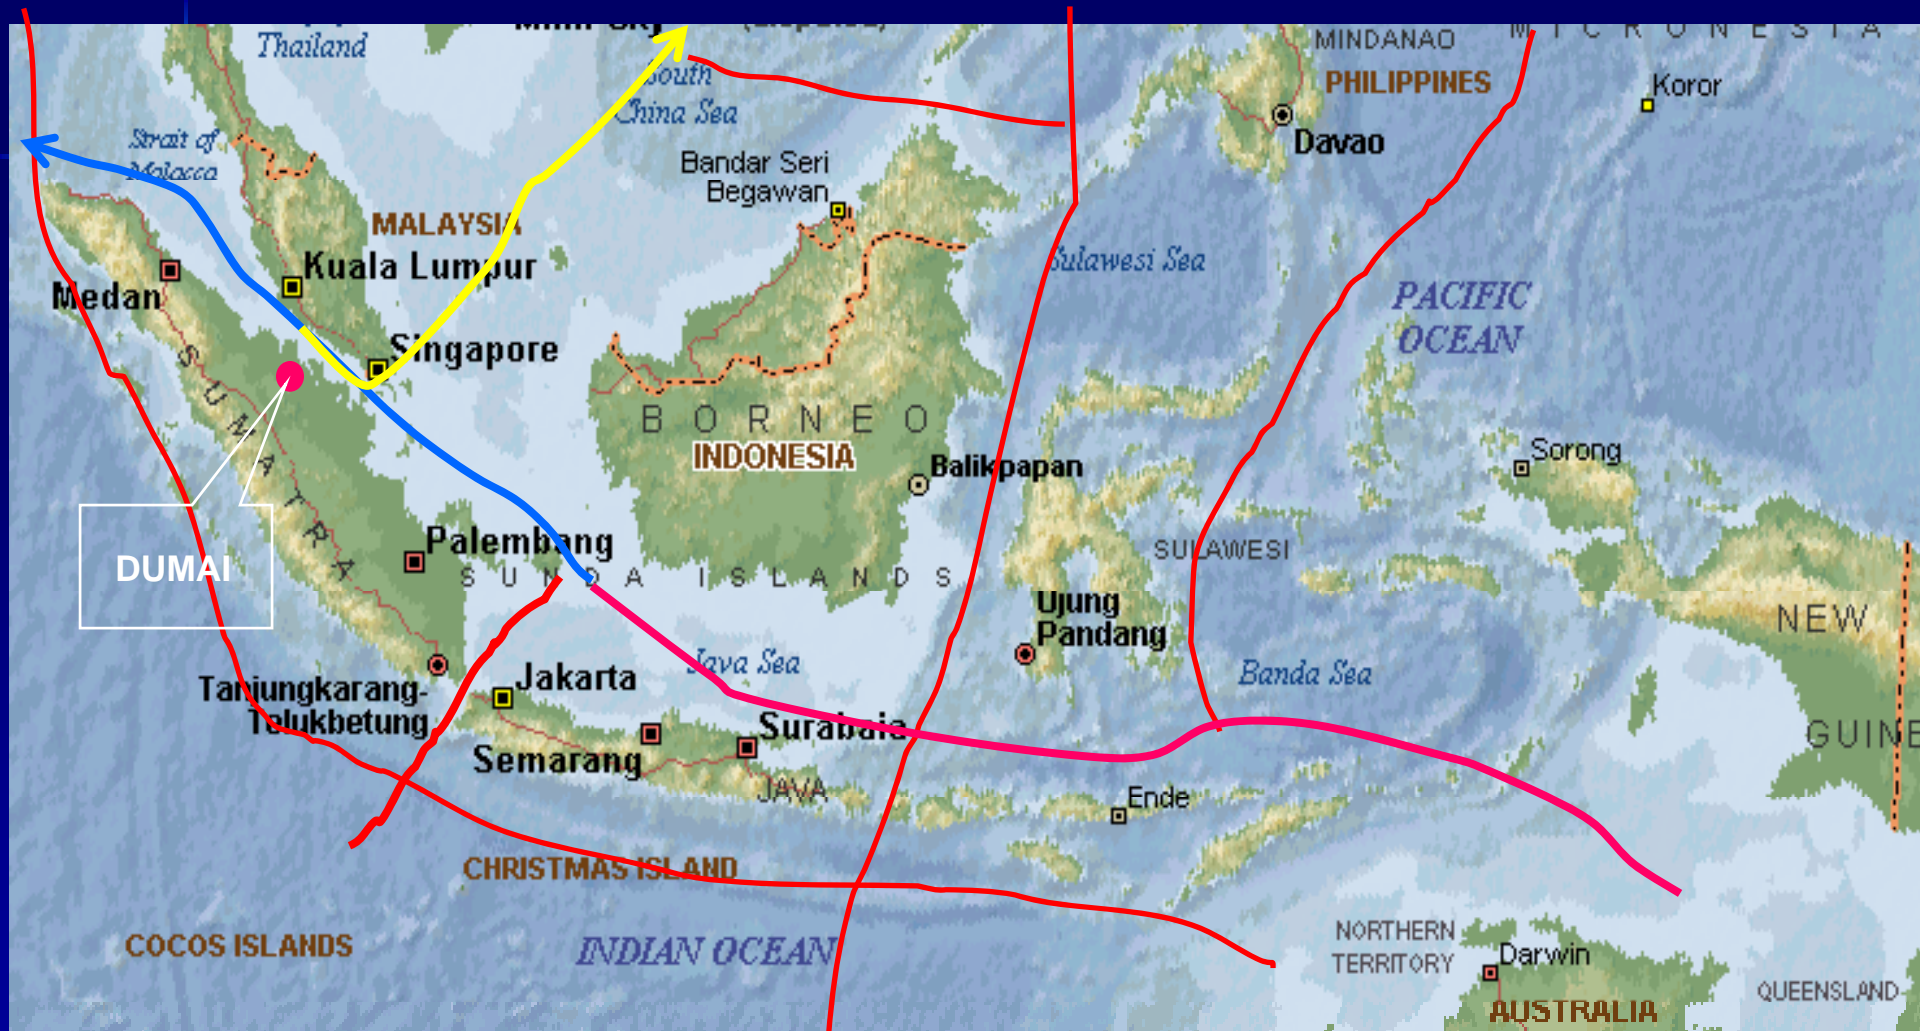 MICRONESIA
Thailand
MINDANAO
PHILIPPINES
Koror
South
China Sea
Davao
Strait of
Malacca
Bandar Seri
Begawan
MALAYSIA
Kuala Lumpur
Sulawesi Sea
Medan
PACIFIC
OCEAN
Singapore
SUMATRA
BORNEO
INDONESIA
Balikpapan
Sorong
Palembang
DUMAI
SUNDA ISLANDS
SULAWESI
Ujung
Pandang
NEW
Java Sea
Banda Sea
Jakarta
Tanjungkarang-
Telukbetung
Surabaia
GUINE
Semarang
JAVA
Ende
CHRISTMAS ISLAND
COCOS ISLANDS
INDIAN OCEAN
NORTHERN
TERRITORY
Darwin
QUEENSLAND
AUSTRALIA